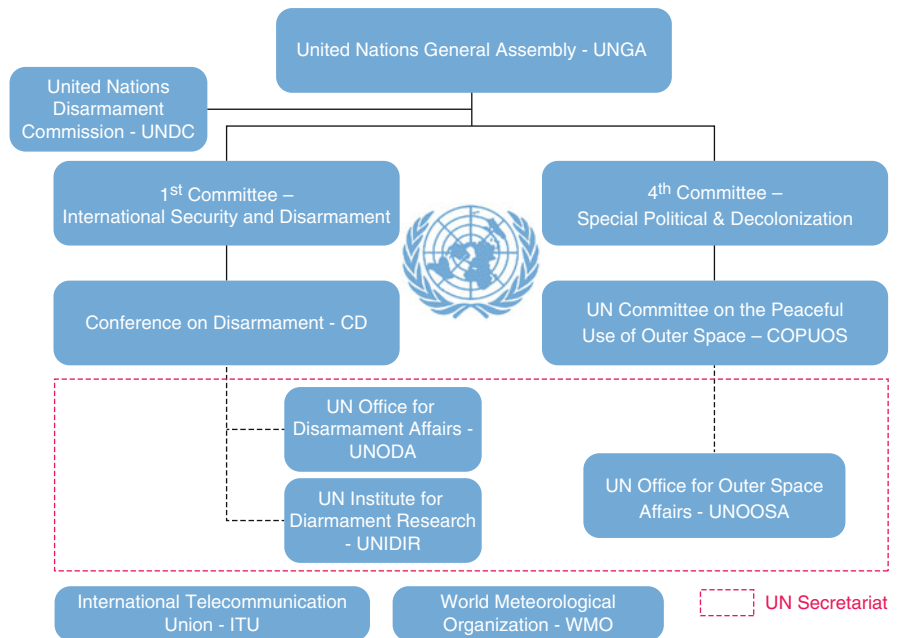 United Nations General Assembly - UNGA
United Nations
Disarmament
Commission - UNDC
1st Committee –
International Security and Disarmament
4th Committee –
Special Political & Decolonization
Conference on Disarmament - CD
UN Committee on the Peaceful
Use of Outer Space – COPUOS
UN Office for
Disarmament Affairs -
UNODA
UN Institute for
Diarmament Research
- UNIDIR
UN Office for Outer Space
Affairs - UNOOSA
International Telecommunication
Union - ITU
World Meteorological
Organization - WMO
UN Secretariat